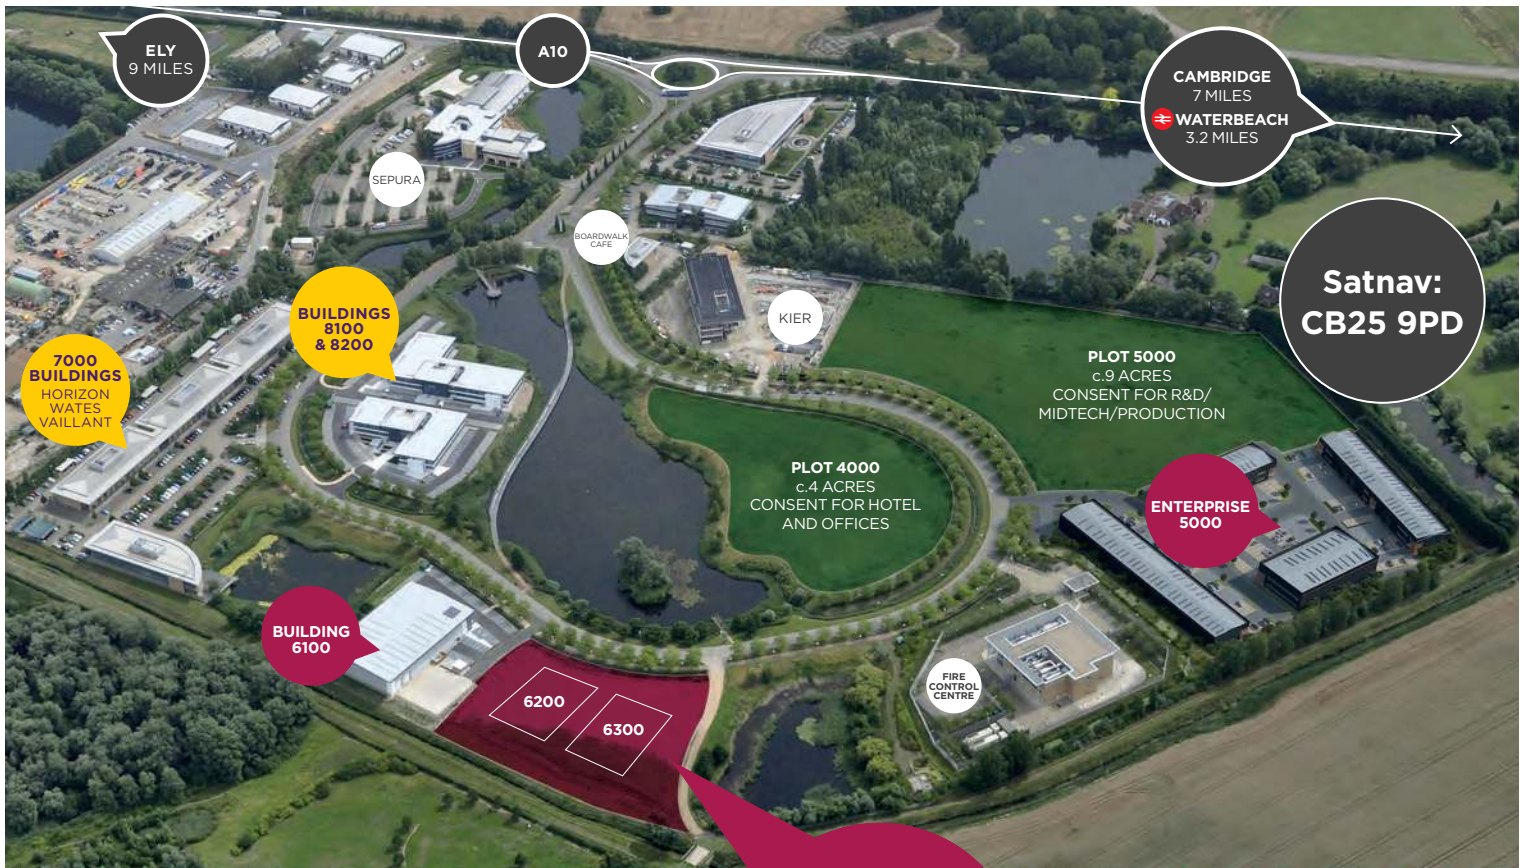 ELY
9 MILES
A10
CAMBRIDGE
7 MILES
WATERBEACH
3.2 MILES
SEPURA
BOARDWALK
CAFE
Satnav:
CB25 9PD
BUILDINGS
8100
& 8200
KIER
7000
BUILDINGS
HORIZON
WATES
VAILLANT
PLOT 5000
c.9 ACRES
CONSENT FOR R&D/
MIDTECH/PRODUCTION
PLOT 4000
c.4 ACRES
CONSENT FOR HOTEL
AND OFFICES
ENTERPRISE
5000
BUILDING
6100
FIRE
CONTROL
CENTRE
6200
6300